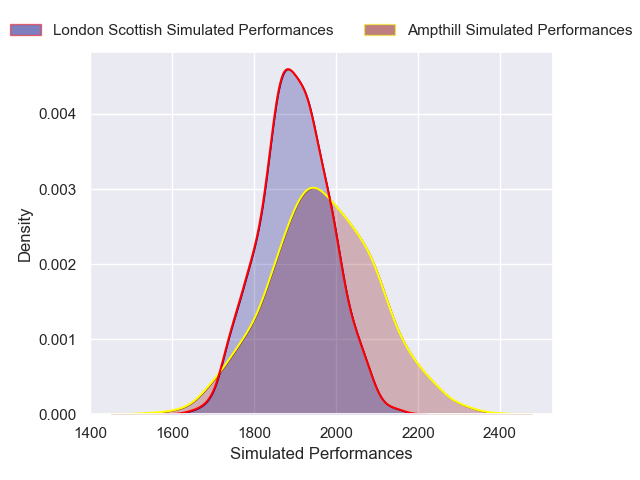 London Scottish Simulated Performances
Ampthill Simulated Performances
0.004
0.003
0.002
0.001
0.000
Density
1400 1600 1800 2000 2200 2400
Simulated Performances